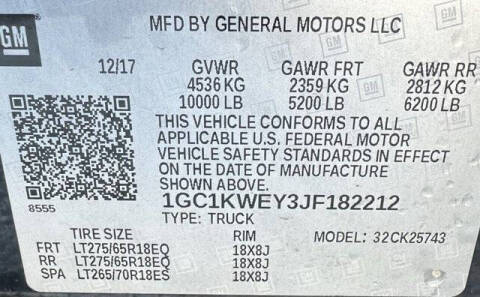 GM
MFD BY GENERAL MOTORS LLC
12/17 GVWR GAWR FRT GAWR RR
4536 KG 2359 KG 2812 KG
10000 LB 5200 LB 6200 LB
THIS VEHICLE CONFORMS TO ALL
APPLICABLE U.S. FEDERAL MOTOR
VEHICLE SAFETY STANDARDS IN EFFECT
ON THE DATE OF MANUFACTURE
SHOWN ABOVE.
8555
1GC1KWEY3JF182212
TYPE: TRUCK
TIRE SIZE RIM MODEL: 32CK25743
FRT LT275/65R18EQ 18X8J
RR LT275/65R18EQ 18X8J
SPA LT265/70R18ES 18X8J